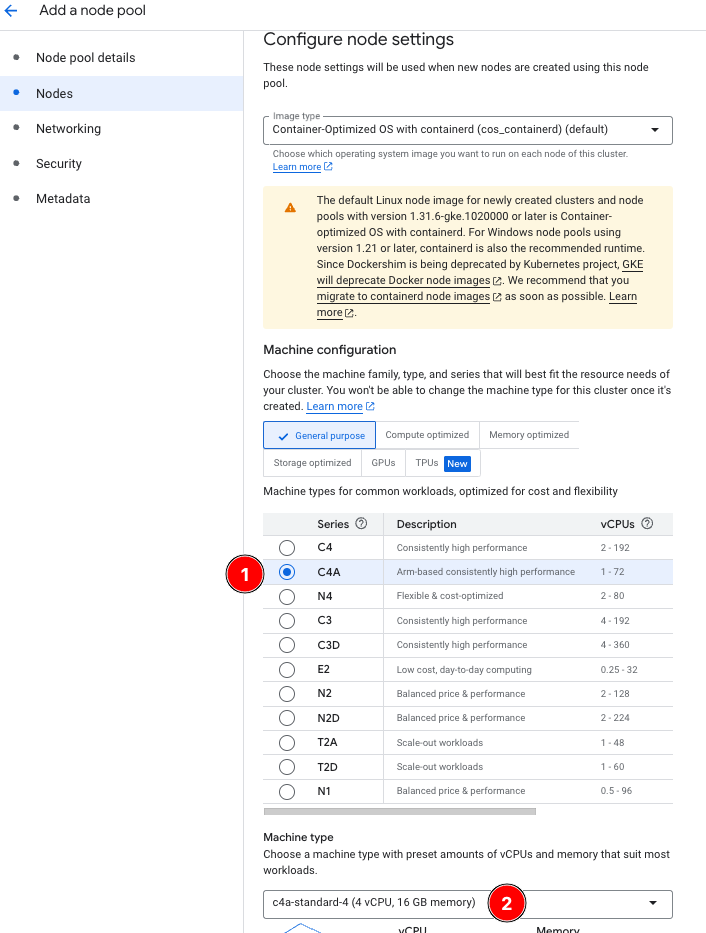 Add a node pool
Node pool details
Nodes
Networking
Security
Metadata
Configure node settings
These node settings will be used when new nodes are created using this node
pool.
Image type
Container-Optimized OS with containerd (cos_containerd) (default)
Choose which operating system image you want to run on each node of this cluster.
Learn more
The default Linux node image for newly created clusters and node
pools with version 1.31.6-gke.1020000 or later is Container-
optimized OS with containerd. For Windows node pools using
version 1.21 or later, containerd is also the recommended runtime.
Since Dockershim is being deprecated by Kubernetes project, GKE
will deprecate Docker node images. We recommend that you
migrate to containerd node images as soon as possible. Learn
more.
Machine configuration
Choose the machine family, type, and series that will best fit the resource needs of
your cluster. You won't be able to change the machine type for this cluster once it's
created. Learn more
General purpose Compute optimized Memory optimized
Storage optimized GPUs TPUs New
Machine types for common workloads, optimized for cost and flexibility
Series Description vCPUs
C4 Consistently high performance 2 - 192
1 C4A Arm-based consistently high performance 1 - 72
N4 Flexible & cost-optimized 2 - 80
C3 Consistently high performance 4 - 192
C3D Consistently high performance 4 - 360
E2 Low cost, day-to-day computing 0.25 - 32
N2 Balanced price & performance 2 - 128
N2D Balanced price & performance 2 - 224
T2A Scale-out workloads 1 - 48
T2D Scale-out workloads 1 - 60
N1 Balanced price & performance 0.5 - 96
Machine type
Choose a machine type with preset amounts of vCPUs and memory that suit most
workloads.
c4a-standard-4 (4 vCPU, 16 GB memory) 2
vCPU Memory